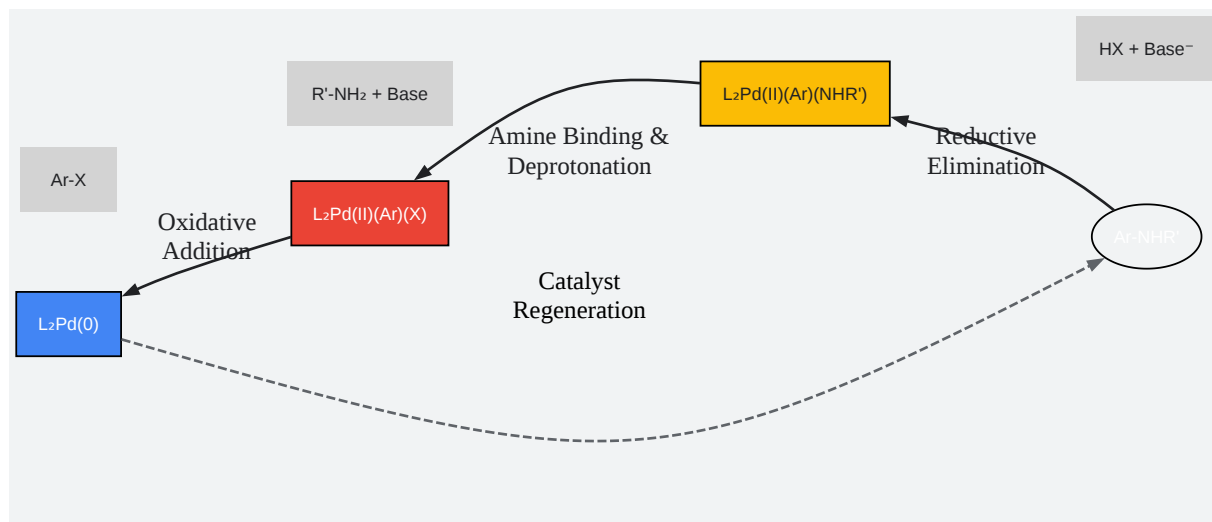 HX + Base⁻
R'-NH₂ + Base
L₂Pd(II)(Ar)(NHR')
Amine Binding &
Deprotonation
Reductive
Elimination
Ar-X
L₂Pd(II)(Ar)(X)
Oxidative
Addition
Ar-NHR'
Catalyst
Regeneration
L₂Pd(0)